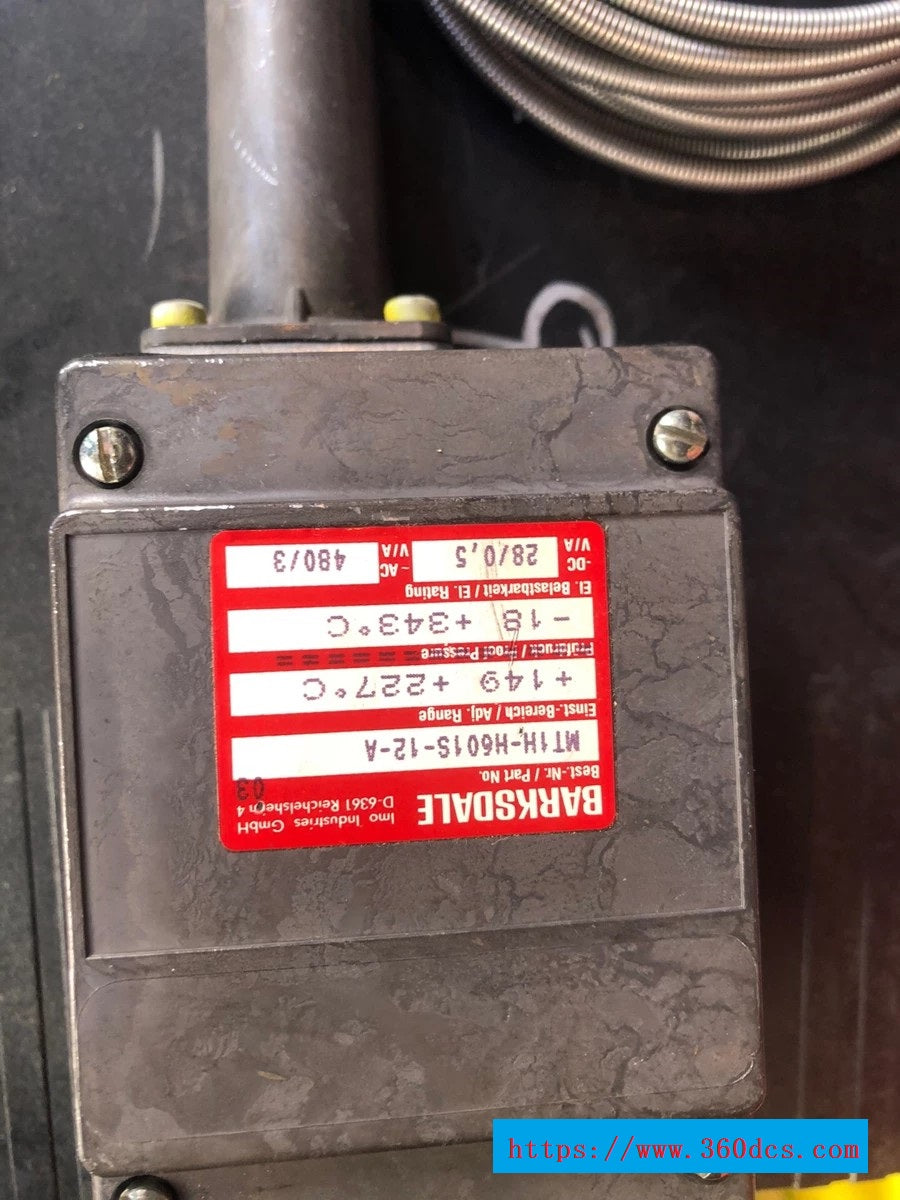 BARKSDALE
Imo Industries GmbH
D-6361 Reichelsheim 4
03
Best.-Nr. / Part No.
MT1H-H601S-12-A
Einst.-Bereich / Adj. Range
+149 +227°C
Prüfdruck / Proof Pressure
-18 +343°C
El. Belastbarkeit / El. Rating
-DC V/A 28/0,5 ~AC V/A 480/3
https://www.360dcs.com